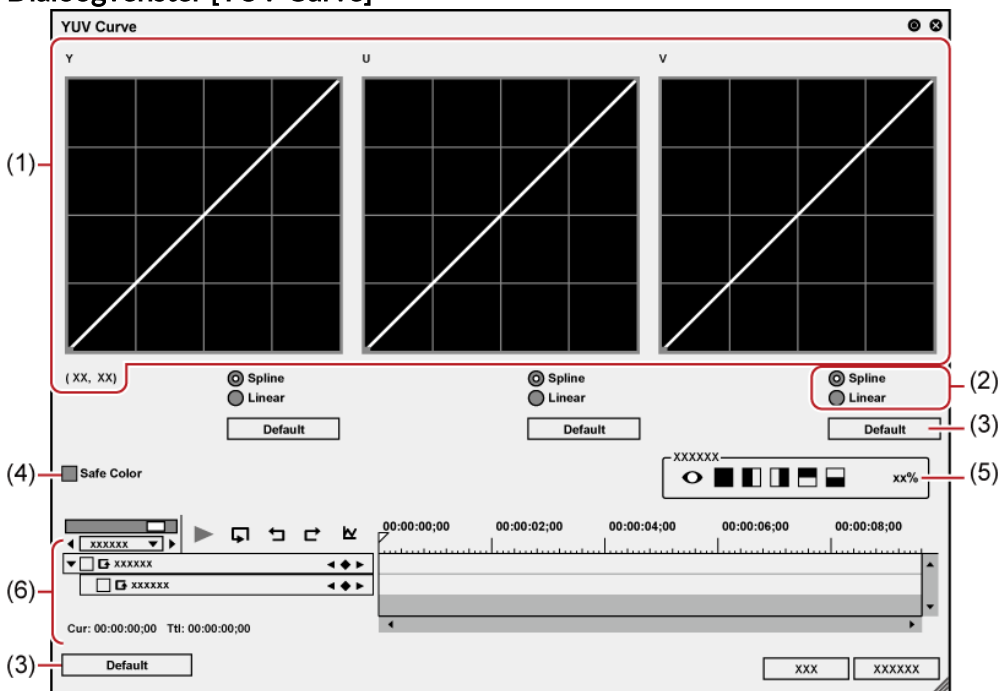 Dialoogvenster [YUV Curve]
YUV Curve
Y U V
(1)
( XX, XX)
Spline Spline Spline
(2)
Linear Linear Linear
Default Default Default
(3)
(4) Safe Color
XXXXXX
xx%
(5)
00:00:00;00 00:00:02;00 00:00:04;00 00:00:06;00 00:00:08;00
xxxxxx
xxxxxx
(6)
xxxxxx
Cur: 00:00:00;00 Ttl: 00:00:00;00
(3) Default
XXX XXXXXX